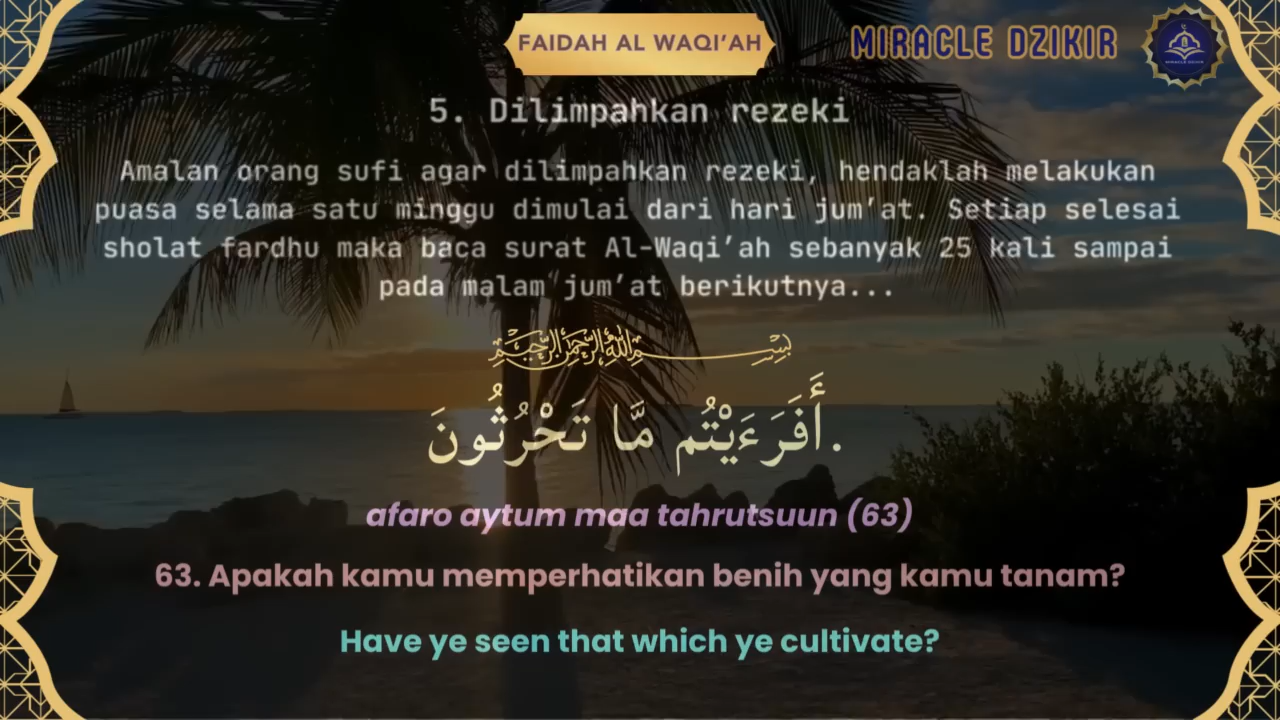 FAIDAH AL WAQI’AH
MIRACLE DZIKIR
MIRACLE DZIKIR
5. Dilimpahkan rezeki
Amalan orang sufi agar dilimpahkan rezeki, hendaklah melakukan
puasa selama satu minggu dimulai dari hari jum’at. Setiap selesai
sholat fardhu maka baca surat Al-Waqi’ah sebanyak 25 kali sampai
pada malam jum’at berikutnya...
بِسْمِ اللهِ الرَّحْمٰنِ الرَّحِيْمِ
أَفَرَءَيْتُم مَّا تَحْرُثُونَ.
afaro aytum maa tahrutsuun (63)
63. Apakah kamu memperhatikan benih yang kamu tanam?
Have ye seen that which ye cultivate?